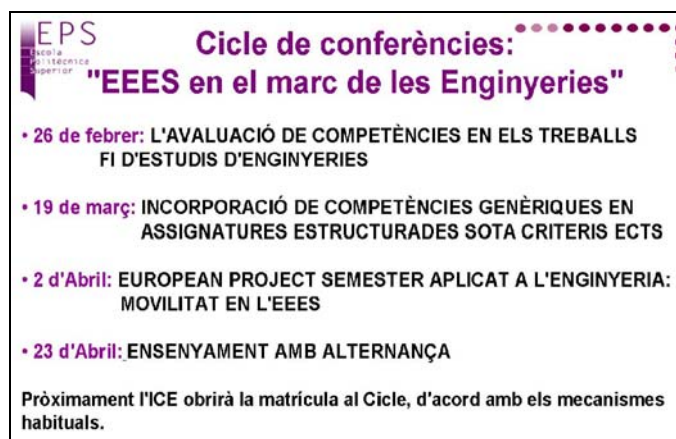 EPS
Escola
Politècnica
Superior
Cicle de conferències:
"EEES en el marc de les Enginyeries"
• 26 de febrer: L'AVALUACIÓ DE COMPETÈNCIES EN ELS TREBALLS
FI D'ESTUDIS D'ENGINYERIES
• 19 de març: INCORPORACIÓ DE COMPETÈNCIES GENÈRIQUES EN
ASSIGNATURES ESTRUCTURADES SOTA CRITERIS ECTS
• 2 d'Abril: EUROPEAN PROJECT SEMESTER APLICAT A L'ENGINYERIA:
MOVILITAT EN L'EEES
• 23 d'Abril: ENSENYAMENT AMB ALTERNANÇA
Pròximament l'ICE obrirà la matrícula al Cicle, d'acord amb els mecanismes
habituals.